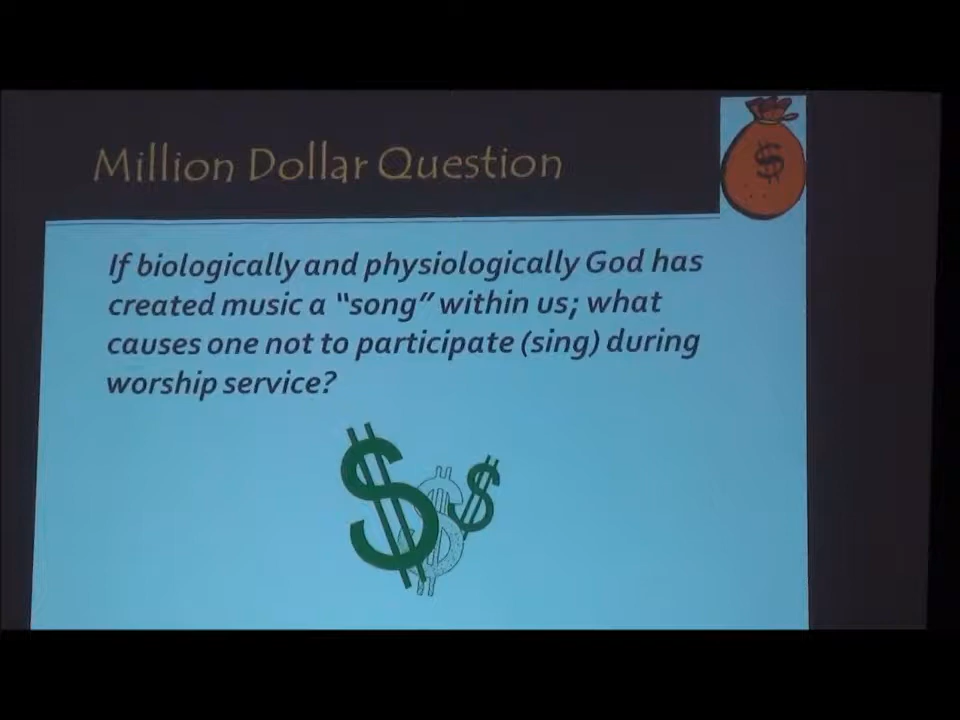 Million Dollar Question
$
If biologically and physiologically God has
created music a “song” within us; what
causes one not to participate (sing) during
worship service?
$ $ $